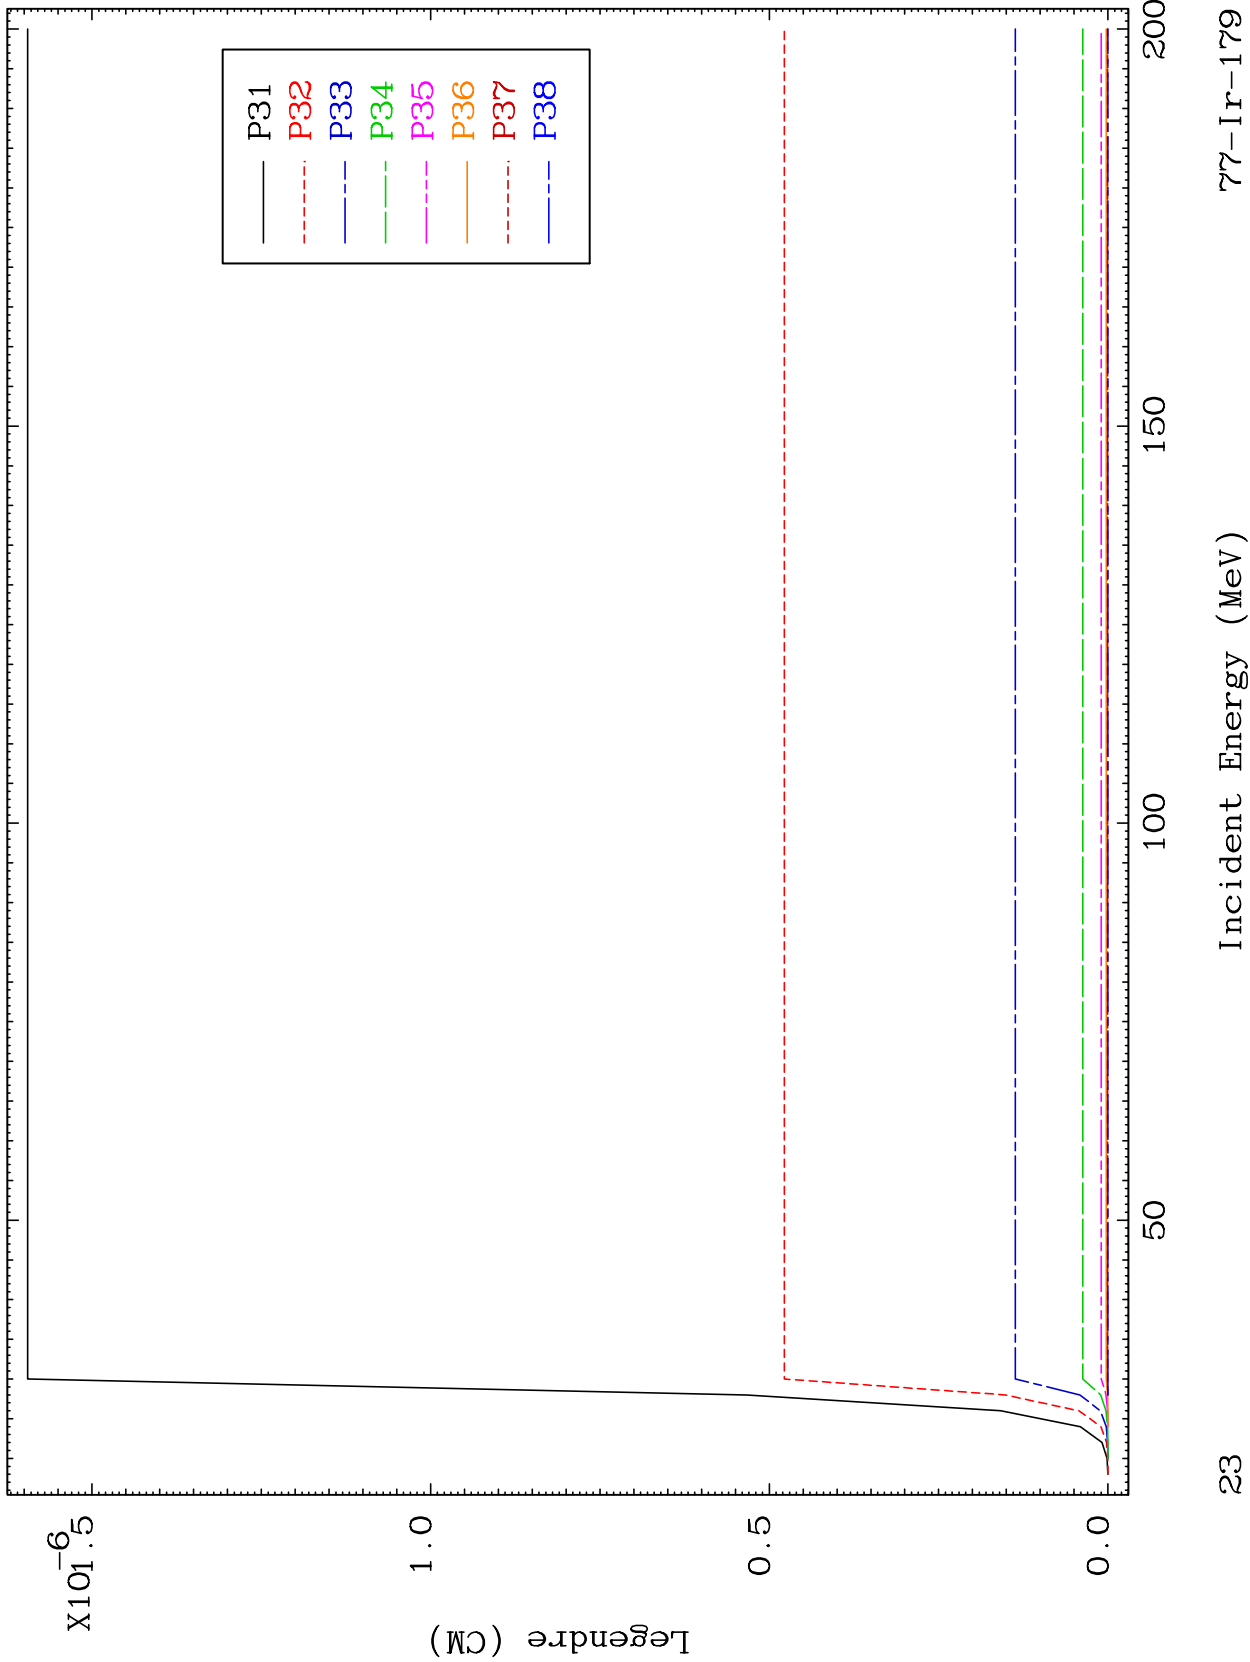 X10-6
1.5
1.0
0.5
0.0
Legendre (CM)
P31
P32
P33
P34
P35
P36
P37
P38
50
100
150
200
Incident Energy (MeV)
23
77-Ir-179